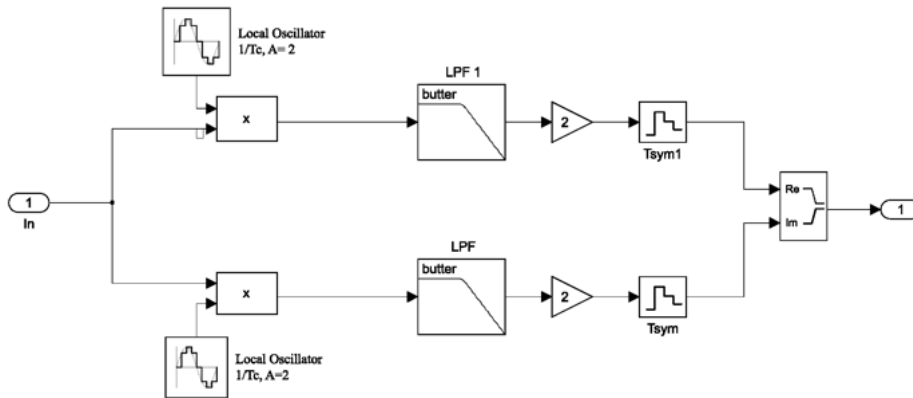 Local Oscillator
1/Tc, A= 2
LPF 1
butter
x
2
Tsym1
1
In
Re
Im
1
LPF
butter
x
2
Tsym
Local Oscillator
1/Tc, A=2